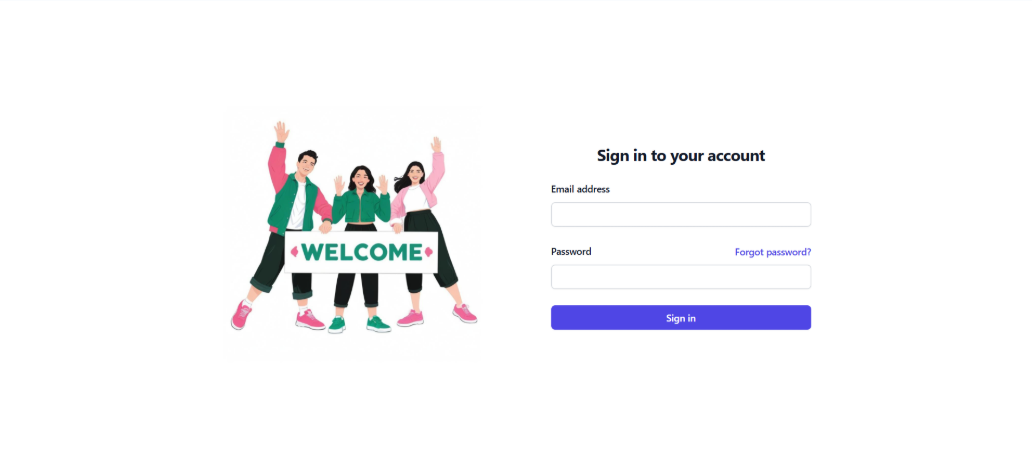 WELCOME
Sign in to your account
Email address
Password
Forgot password?
Sign in